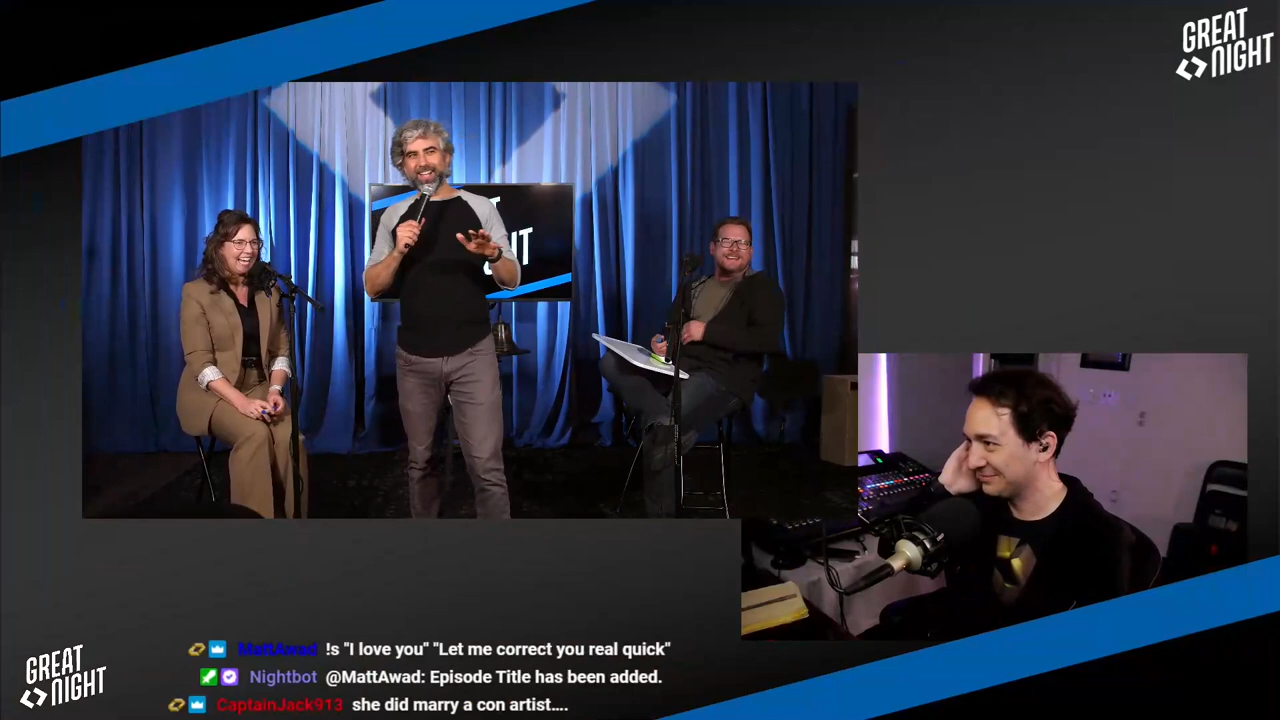 GREAT
NIGHT
MattAwad !s "I love you" "Let me correct you real quick"
Nightbot @MattAwad: Episode Title has been added.
CaptainJack913 she did marry a con artist....
GREAT
NIGHT